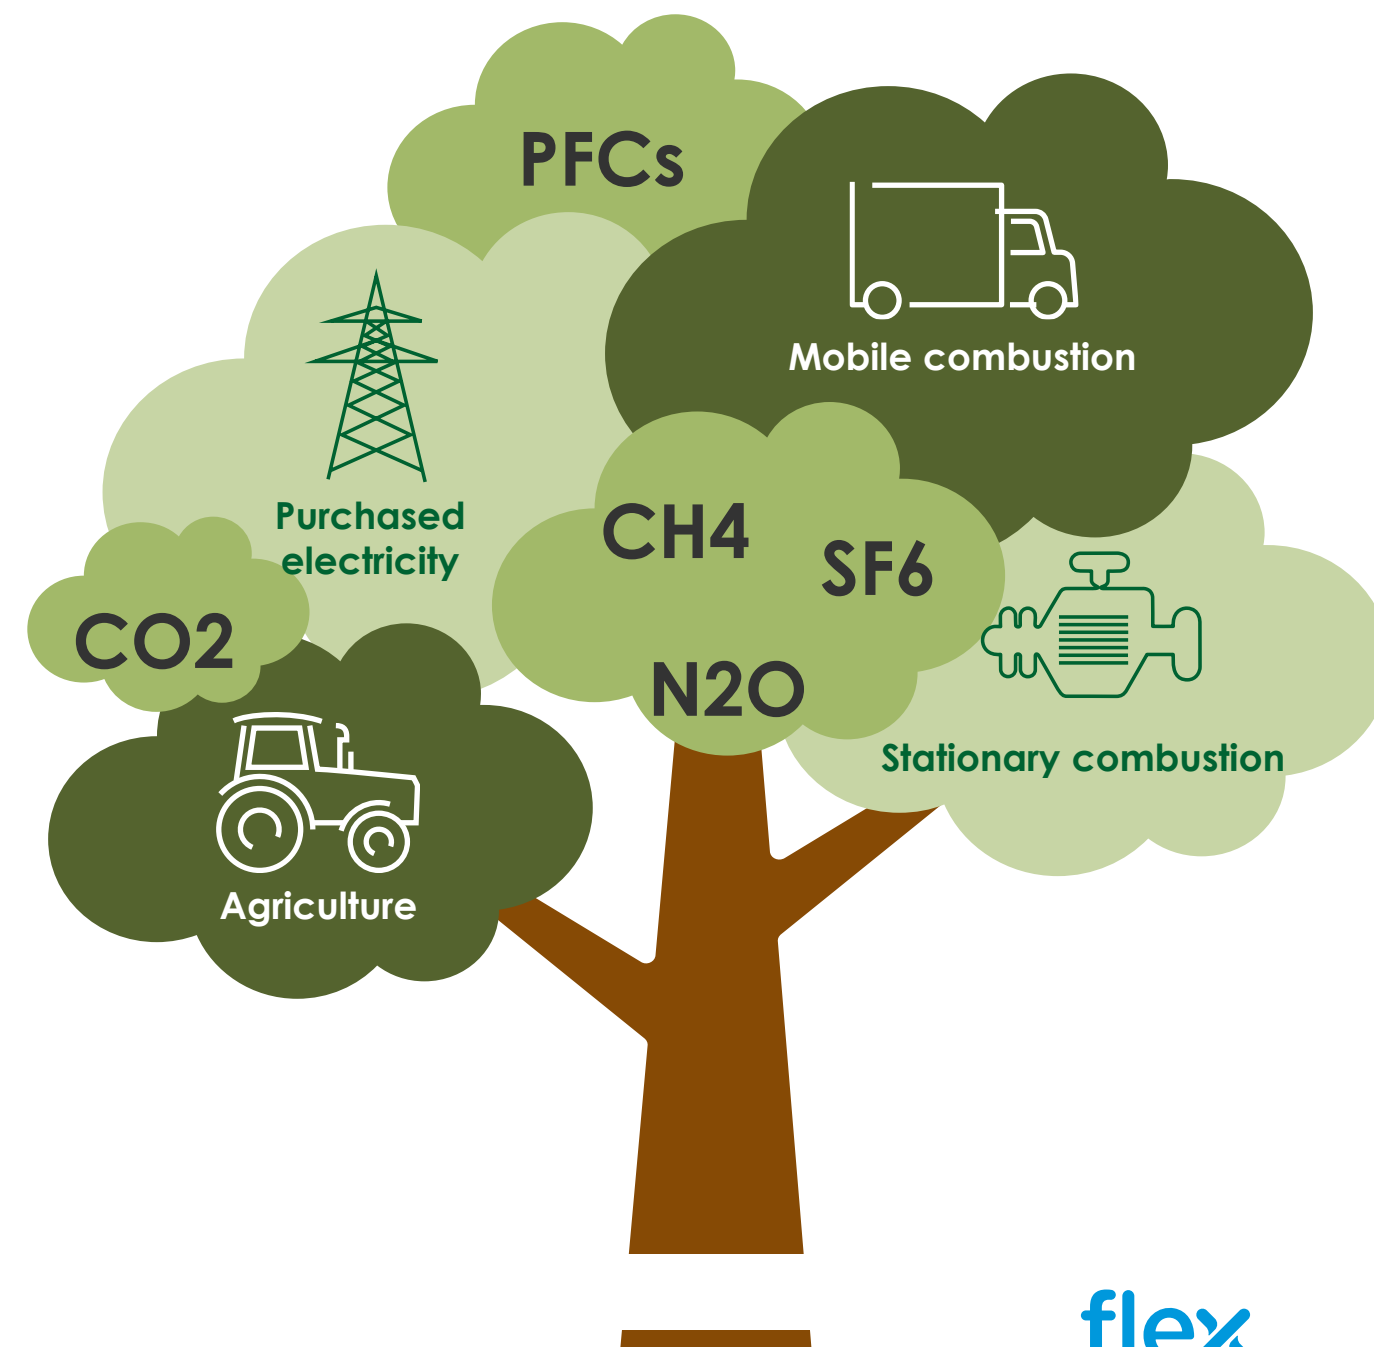 PFCs
Mobile combustion
Purchased
electricity
CH4
SF6
CO2
N2O
Stationary combustion
Agriculture
flex